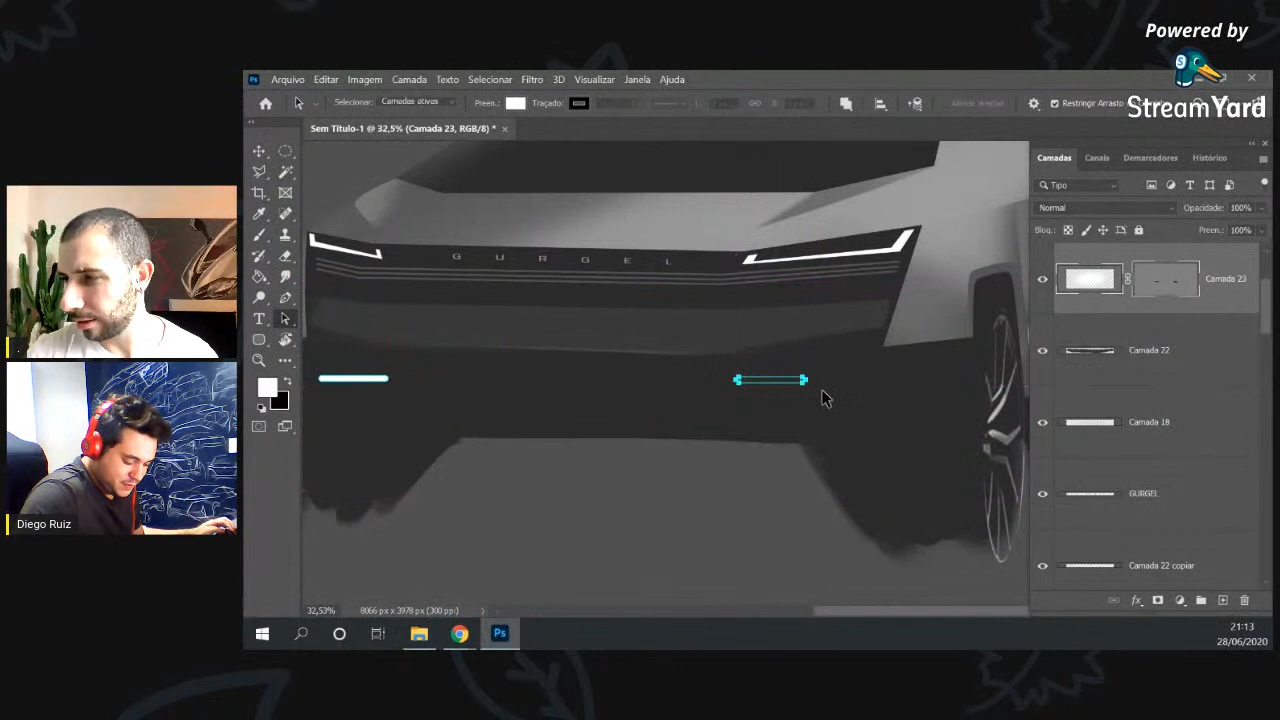 Powered by
StreamYard
Ps Arquivo Editar Imagem Camada Texto Selecionar Filtro 3D Visualizar Janela Ajuda
Selecionar: Camadas ativas Preen.: Traçado: Restringir Arrasto
Sem Título-1 @ 32,5% (Camada 23, RGB/8) *
Camadas Canais Demarcadores Histórico
Tipo
Normal Opacidade: 100%
Bloq.: Preen.: 100%
Camada 23
Camada 22
Camada 18
GURGEL
Camada 22 copiar
GURGEL
Diego Ruiz
32,53% 8066 px x 3978 px (300 ppi)
Ps
21:13
28/06/2020